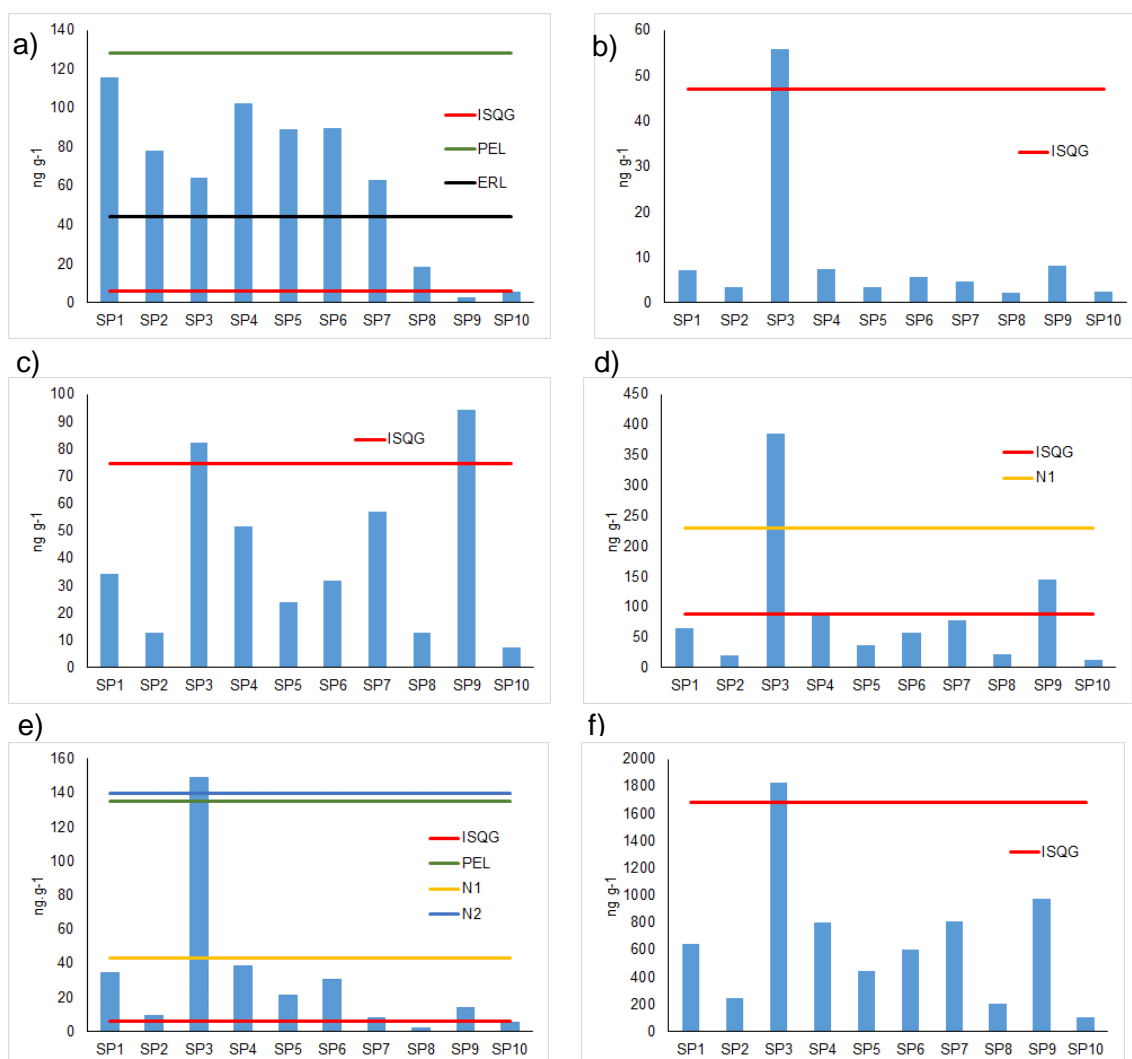 a)
140
120
100
80
60
40
20
0
ng g-1
ISQG
PEL
ERL
SP1 SP2 SP3 SP4 SP5 SP6 SP7 SP8 SP9 SP10
b)
60
50
40
30
20
10
0
ng g-1
ISQG
SP1 SP2 SP3 SP4 SP5 SP6 SP7 SP8 SP9 SP10
c)
100
90
80
70
60
50
40
30
20
10
0
ng g-1
ISQG
SP1 SP2 SP3 SP4 SP5 SP6 SP7 SP8 SP9 SP10
d)
450
400
350
300
250
200
150
100
50
0
ng g-1
ISQG
N1
SP1 SP2 SP3 SP4 SP5 SP6 SP7 SP8 SP9 SP10
e)
160
140
120
100
80
60
40
20
0
ng.g-1
ISQG
PEL
N1
N2
SP1 SP2 SP3 SP4 SP5 SP6 SP7 SP8 SP9 SP10
f)
2000
1800
1600
1400
1200
1000
800
600
400
200
0
ng g-1
ISQG
SP1 SP2 SP3 SP4 SP5 SP6 SP7 SP8 SP9 SP10